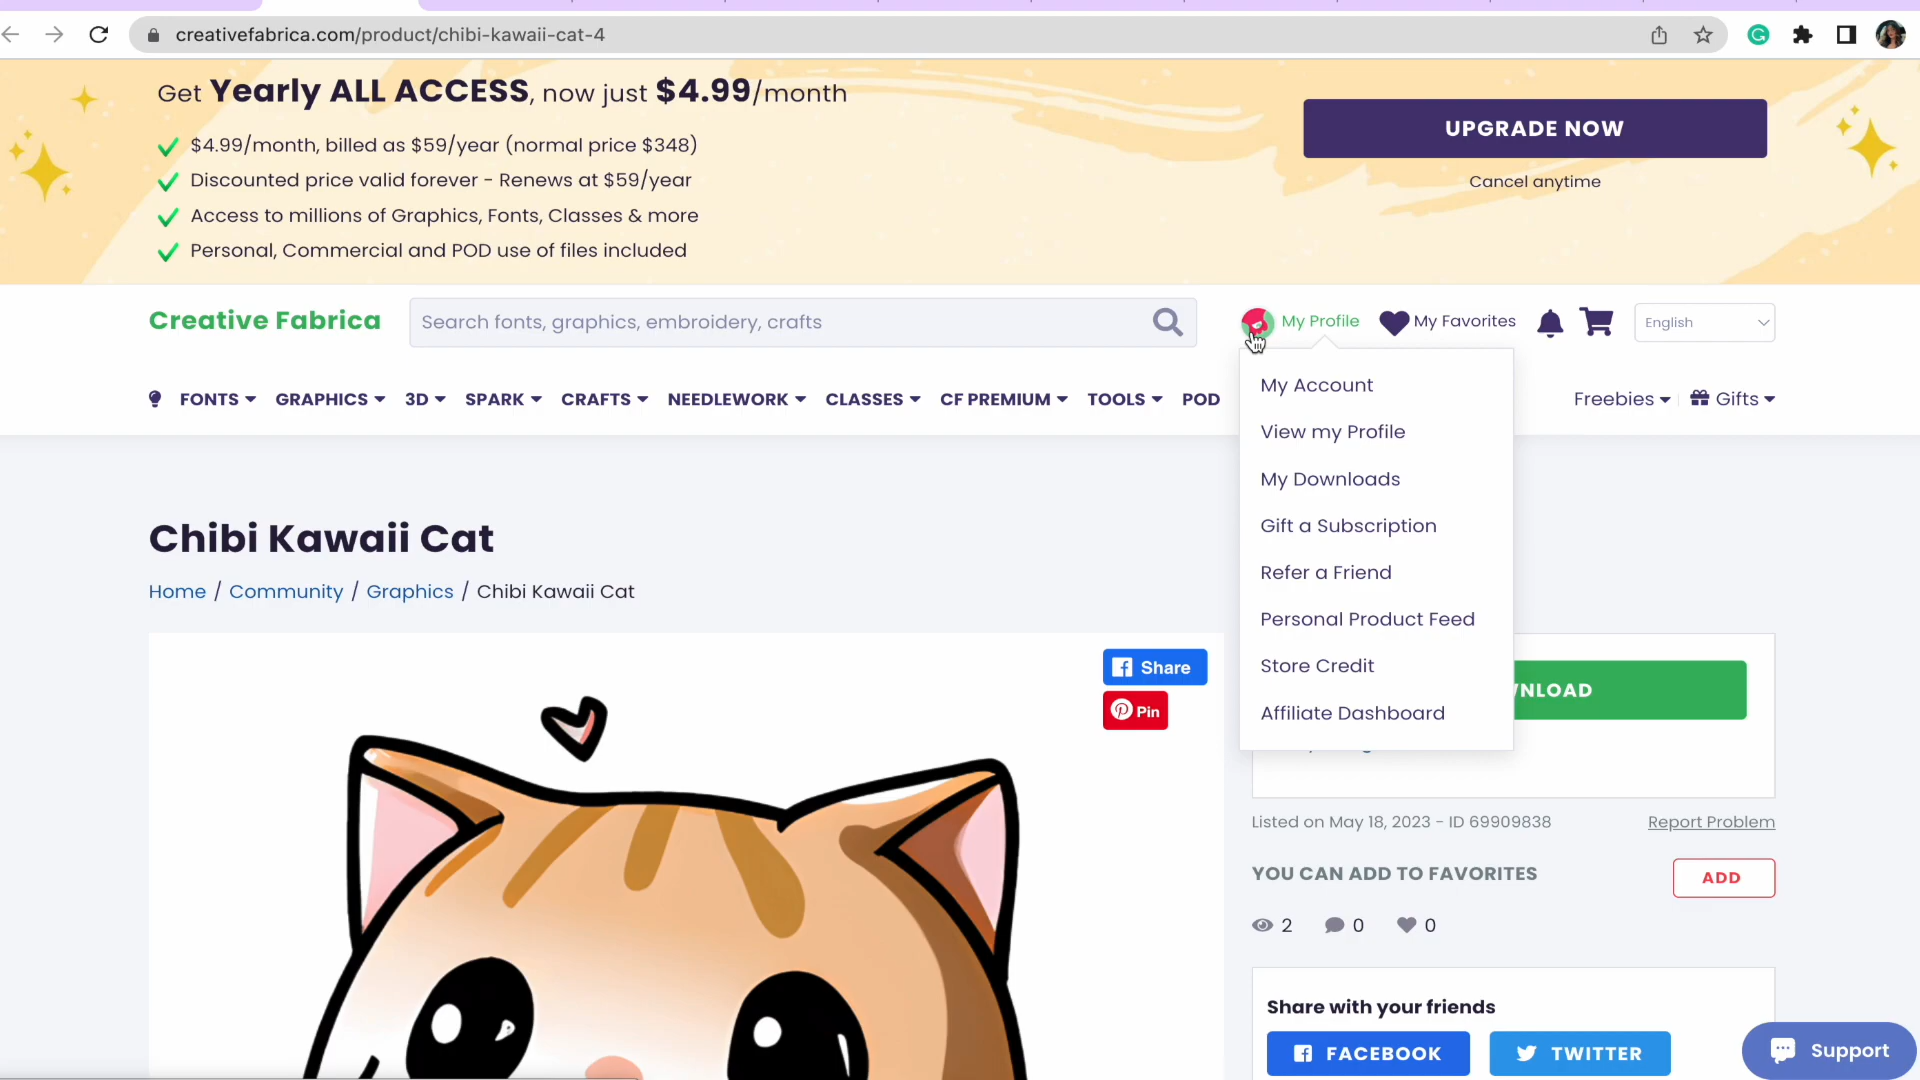 creativefabrica.com/product/chibi-kawaii-cat-4
Get Yearly ALL ACCESS, now just $4.99/month
$4.99/month, billed as $59/year (normal price $348)
Discounted price valid forever - Renews at $59/year
Access to millions of Graphics, Fonts, Classes & more
Personal, Commercial and POD use of files included
UPGRADE NOW
Cancel anytime
Creative Fabrica
Search fonts, graphics, embroidery, crafts
My Profile
My Favorites
English
FONTS GRAPHICS 3D SPARK CRAFTS NEEDLEWORK CLASSES CF PREMIUM TOOLS POD
Freebies Gifts
My Account
View my Profile
My Downloads
Gift a Subscription
Refer a Friend
Personal Product Feed
Store Credit
Affiliate Dashboard
Chibi Kawaii Cat
Home / Community / Graphics / Chibi Kawaii Cat
Share
Pin
NLOAD
Listed on May 18, 2023 - ID 69909838
Report Problem
YOU CAN ADD TO FAVORITES
ADD
2 0 0
Share with your friends
FACEBOOK
TWITTER
Support